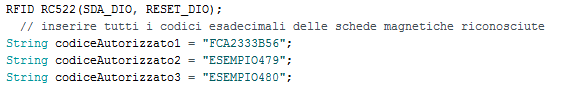 RFID RC522(SDA_DIO, RESET_DIO);
// inserire tutti i codici esadecimali delle schede magnetiche riconosciute
String codiceAutorizzato1 = "FCA2333B56";
String codiceAutorizzato2 = "ESEMPIO479";
String codiceAutorizzato3 = "ESEMPIO480";